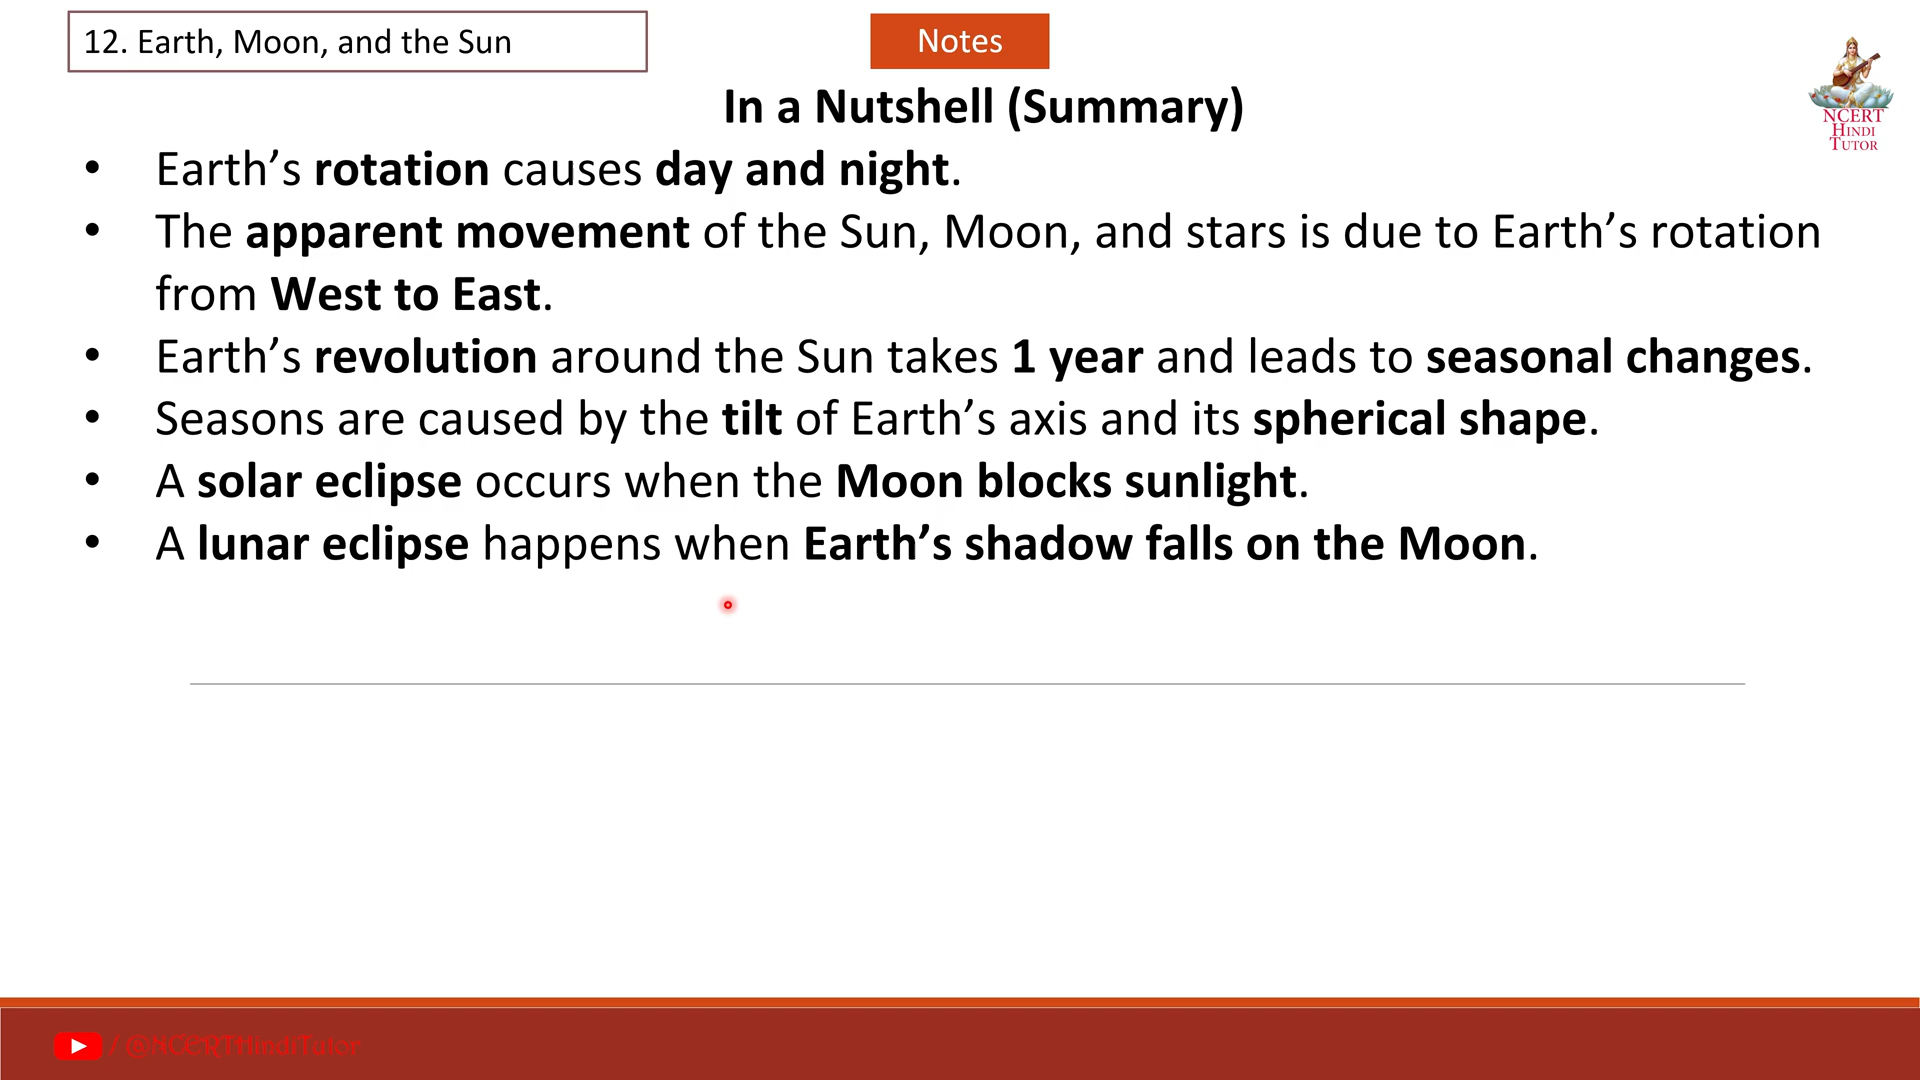 12. Earth, Moon, and the Sun
Notes
NCERT
HINDI
TUTOR
In a Nutshell (Summary)
• Earth’s rotation causes day and night.
• The apparent movement of the Sun, Moon, and stars is due to Earth’s rotation
from West to East.
• Earth’s revolution around the Sun takes 1 year and leads to seasonal changes.
• Seasons are caused by the tilt of Earth’s axis and its spherical shape.
• A solar eclipse occurs when the Moon blocks sunlight.
• A lunar eclipse happens when Earth’s shadow falls on the Moon.
/ @NCERTHindiTutor